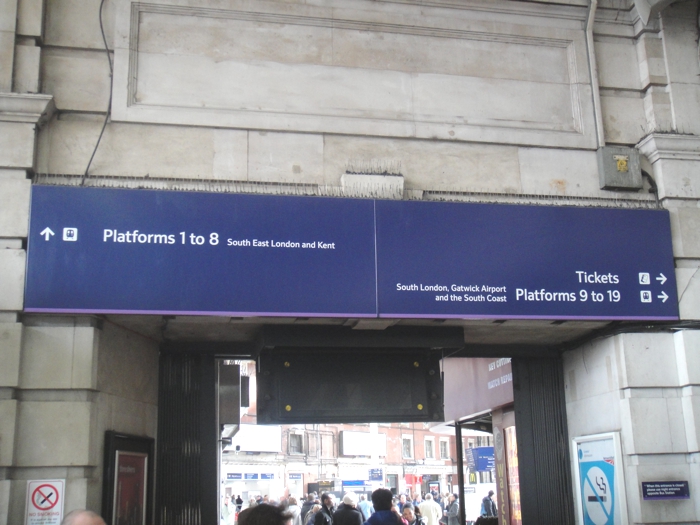 Platforms 1 to 8 South East London and Kent
Tickets
South London, Gatwick Airport
and the South Coast Platforms 9 to 19